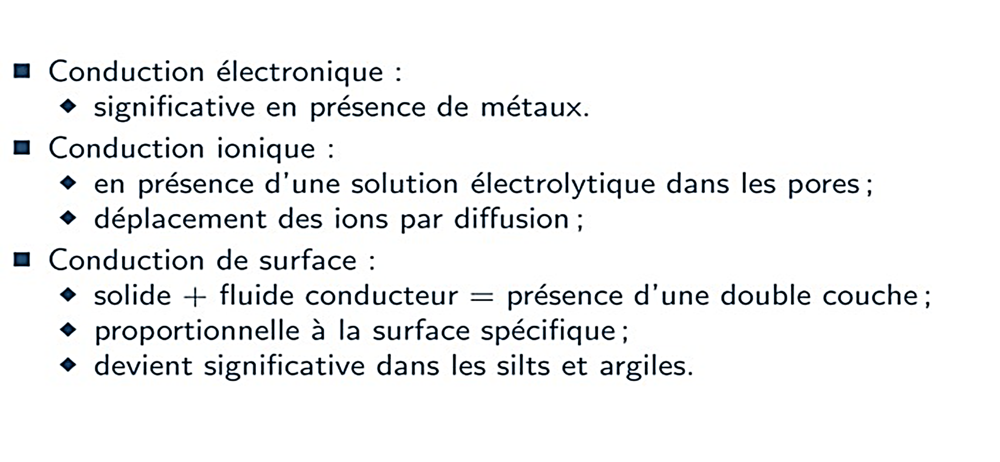 ■ Conduction électronique :
◆ significative en présence de métaux.
■ Conduction ionique :
◆ en présence d'une solution électrolytique dans les pores ;
◆ déplacement des ions par diffusion ;
■ Conduction de surface :
◆ solide + fluide conducteur = présence d'une double couche ;
◆ proportionnelle à la surface spécifique ;
◆ devient significative dans les silts et argiles.